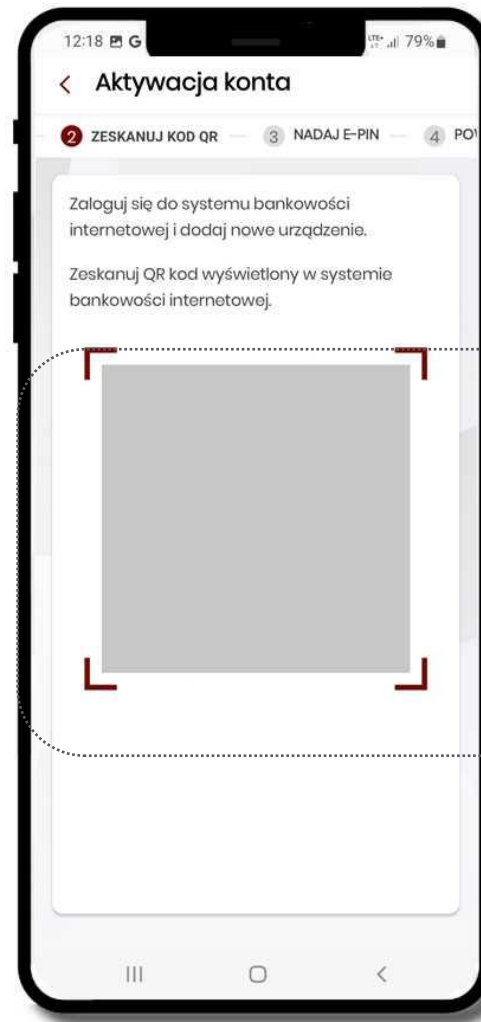 12:18 G LTE+ 79%
Aktywacja konta
2 ZESKANUJ KOD QR 3 NADAJ E-PIN 4
Zaloguj się do systemu bankowości
internetowej i dodaj nowe urządzenie.
Zeskanuj QR kod wyświetlony w systemie
bankowości internetowej.